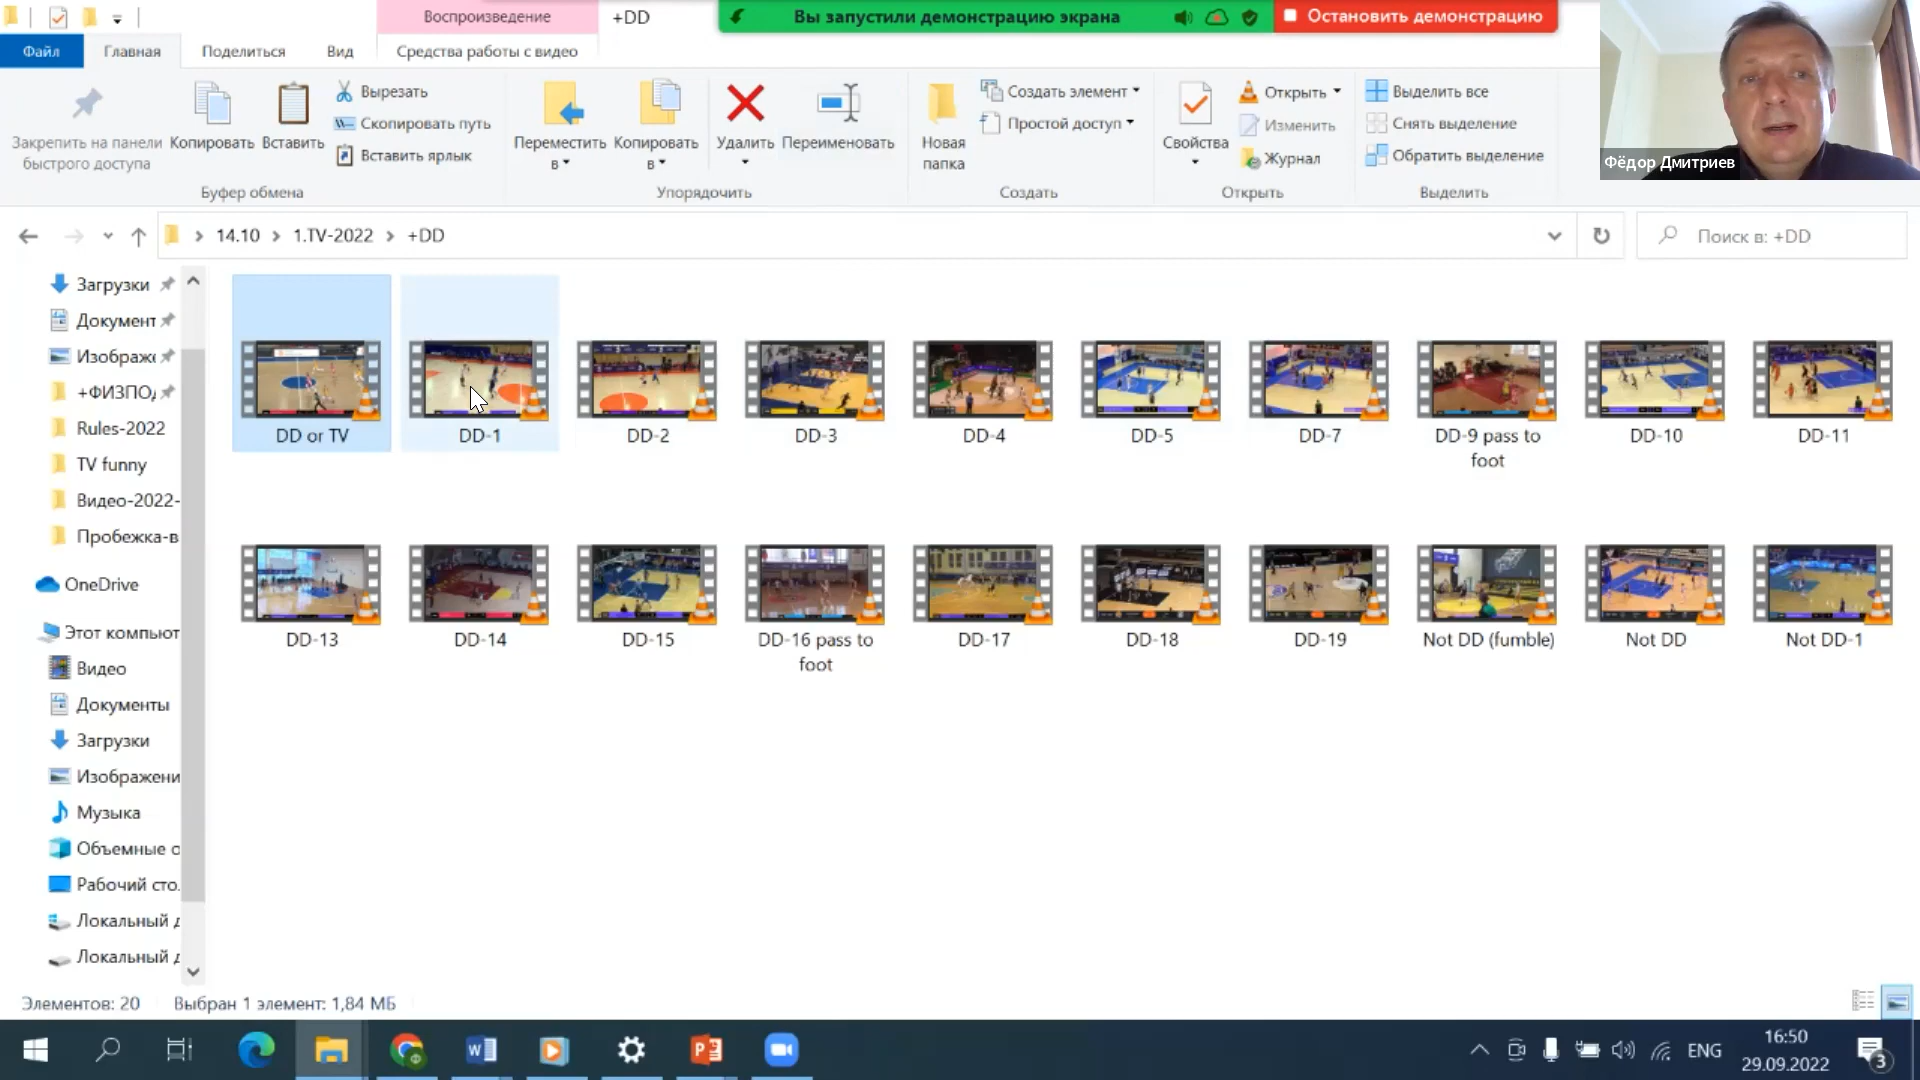 Воспроизведение
+DD
Вы запустили демонстрацию экрана
Остановить демонстрацию
Файл
Главная
Поделиться
Вид
Средства работы с видео
Закрепить на панели быстрого доступа
Копировать
Вставить
Вырезать
Скопировать путь
Вставить ярлык
Переместить в
Копировать в
Удалить
Переименовать
Новая папка
Создать элемент
Простой доступ
Свойства
Открыть
Изменить
Журнал
Выделить все
Снять выделение
Обратить выделение
Буфер обмена
Упорядочить
Создать
Открыть
Выделить
Фёдор Дмитриев
14.10 > 1.TV-2022 > +DD
Поиск в: +DD
Загрузки
Документ
Изображе
+ФИЗПО
Rules-2022
TV funny
Видео-2022-
Пробежка-в
OneDrive
Этот компьют
Видео
Документы
Загрузки
Изображени
Музыка
Объемные о
Рабочий сто.
Локальный д
Локальный д
DD or TV
DD-1
DD-2
DD-3
DD-4
DD-5
DD-7
DD-9 pass to foot
DD-10
DD-11
DD-13
DD-14
DD-15
DD-16 pass to foot
DD-17
DD-18
DD-19
Not DD (fumble)
Not DD
Not DD-1
Элементов: 20
Выбран 1 элемент: 1,84 МБ
ENG
16:50
29.09.2022
3